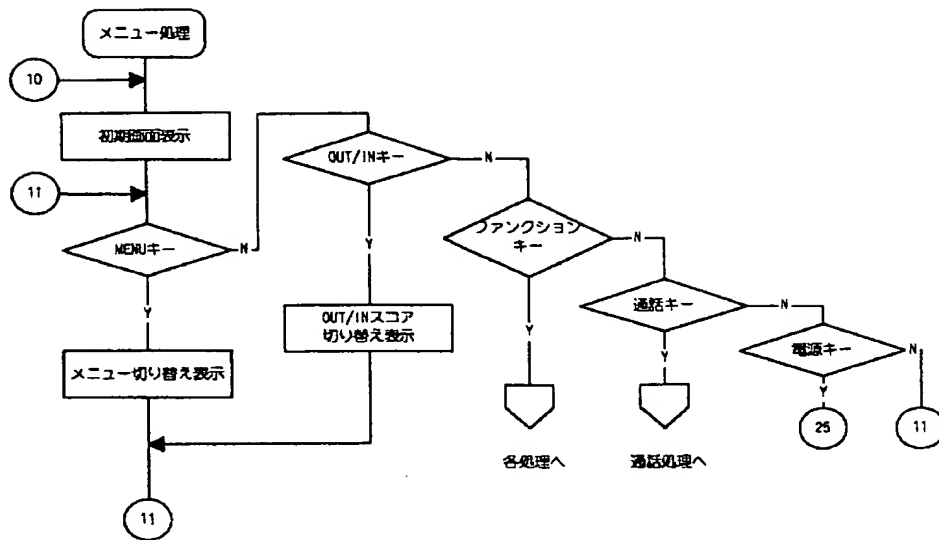 メニュー処理
10
初期画面表示
11
MENUキー
N
Y
メニュー切り替え表示
11
OUT/INキー
N
Y
OUT/INスコア
切り替え表示
ファンクション
キー
N
Y
各処理へ
通話キー
N
Y
通話処理へ
電源キー
N
Y
25
11